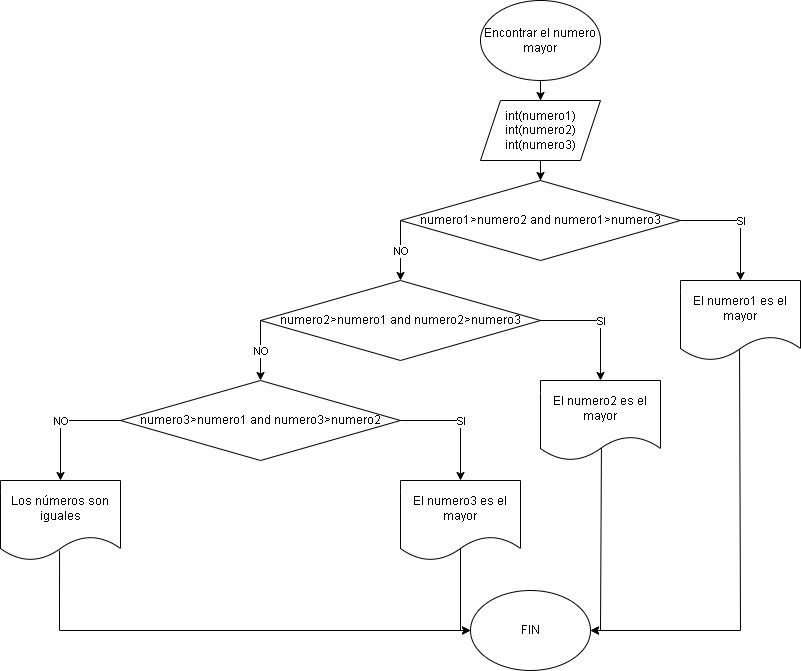 Encontrar el numero
mayor
int(numero1)
int(numero2)
int(numero3)
numero1>numero2 and numero1>numero3
SI
NO
El numero1 es el
mayor
numero2>numero1 and numero2>numero3
SI
NO
El numero2 es el
mayor
numero3>numero1 and numero3>numero2
NO
SI
Los números son
iguales
El numero3 es el
mayor
FIN